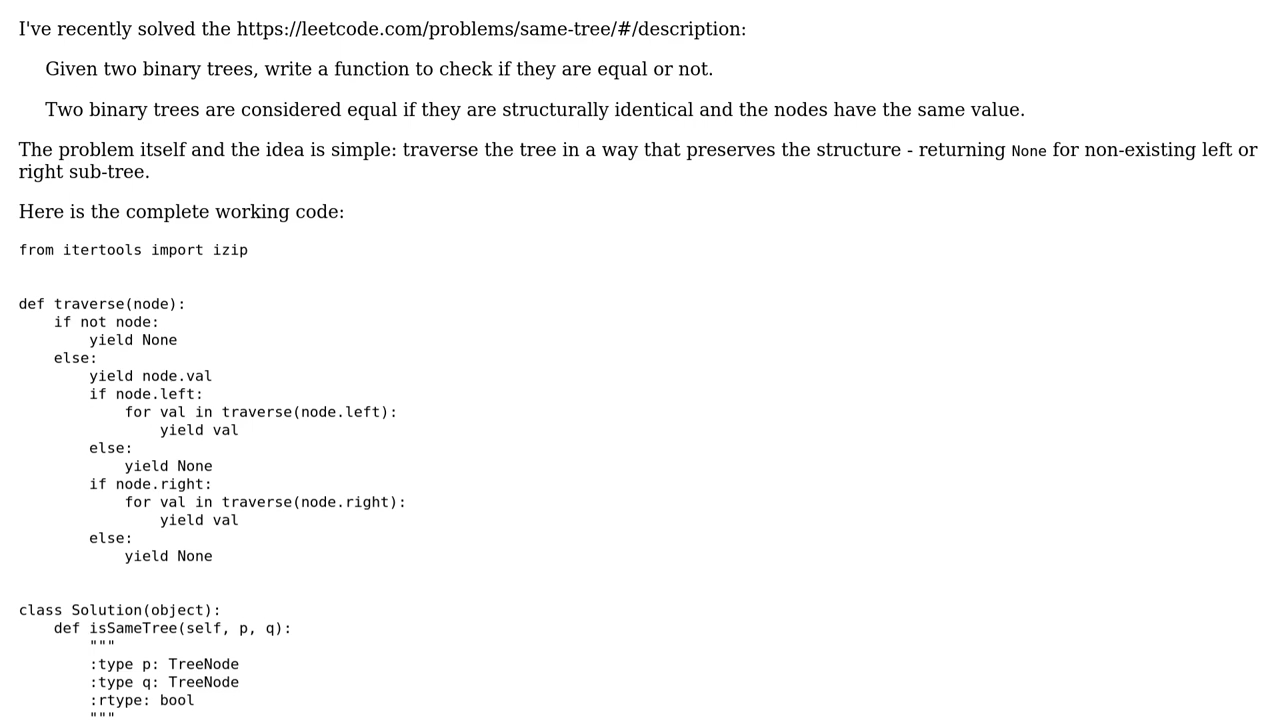 I've recently solved the https://leetcode.com/problems/same-tree/#/description:
Given two binary trees, write a function to check if they are equal or not.
Two binary trees are considered equal if they are structurally identical and the nodes have the same value.
The problem itself and the idea is simple: traverse the tree in a way that preserves the structure - returning None for non-existing left or
right sub-tree.
Here is the complete working code:
from itertools import izip
def traverse(node):
    if not node:
        yield None
    else:
        yield node.val
        if node.left:
            for val in traverse(node.left):
                yield val
        else:
            yield None
        if node.right:
            for val in traverse(node.right):
                yield val
        else:
            yield None
class Solution(object):
    def isSameTree(self, p, q):
        """
        :type p: TreeNode
        :type q: TreeNode
        :rtype: bool
        """